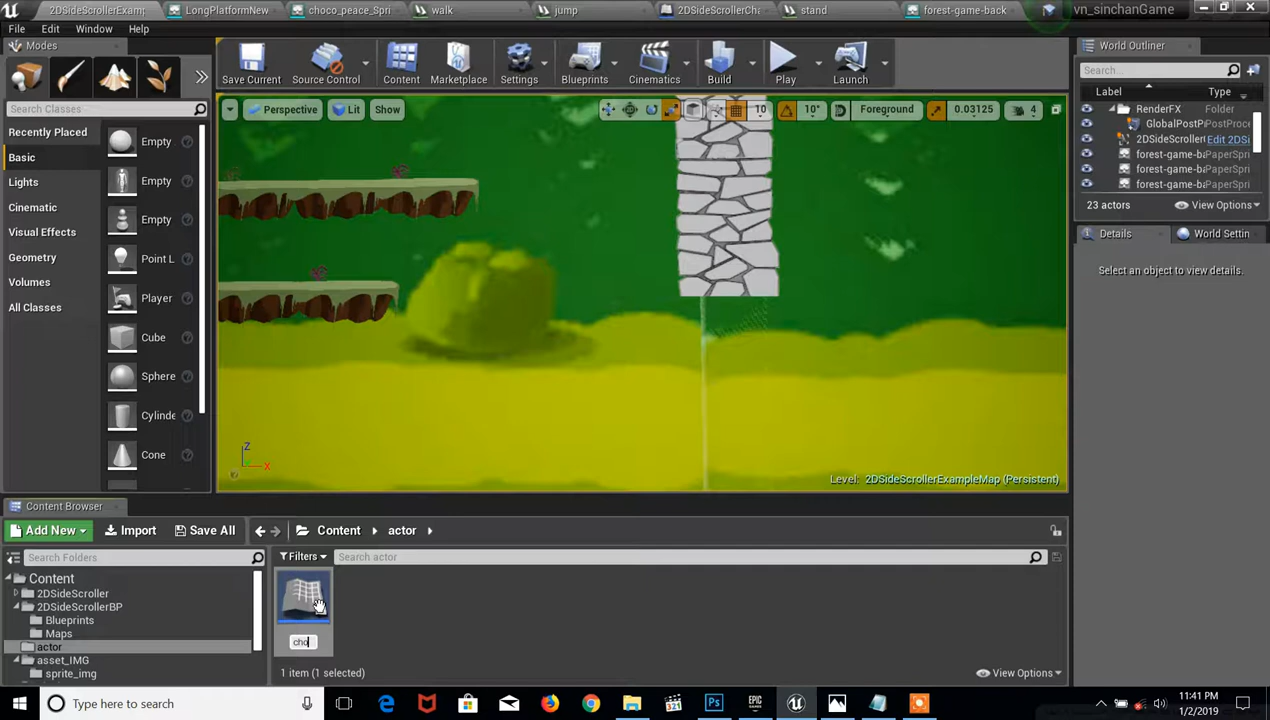 2DSideScrollerExamp
LongPlatformNew
choco_peace_Spri
walk
jump
2DSideScrollerCha
stand
forest-game-back
vn_sinchanGame
File Edit Window Help
Modes
Search Classes
Recently Placed
Basic
Lights
Cinematic
Visual Effects
Geometry
Volumes
All Classes
Empty
Empty
Empty
Point L
Player
Cube
Sphere
Cylinde
Cone
Save Current
Source Control
Content
Marketplace
Settings
Blueprints
Cinematics
Build
Play
Launch
Perspective
Lit
Show
10
10°
Foreground
0.03125
4
Z
X
Level: 2DSideScrollerExampleMap (Persistent)
World Outliner
Search...
Label Type
RenderFX Folder
GlobalPostPr PostProce
2DSideScroller Edit 2DSi
forest-game-ba PaperSpri
forest-game-ba PaperSpri
forest-game-ba PaperSpri
23 actors View Options
Details
World Settin
Select an object to view details.
Content Browser
Add New Import Save All Content actor
Search Folders
Filters
Search actor
Content
2DSideScroller
2DSideScrollerBP
Blueprints
Maps
actor
asset_IMG
sprite_img
cho
1 item (1 selected)
View Options
Type here to search
11:41 PM
1/2/2019